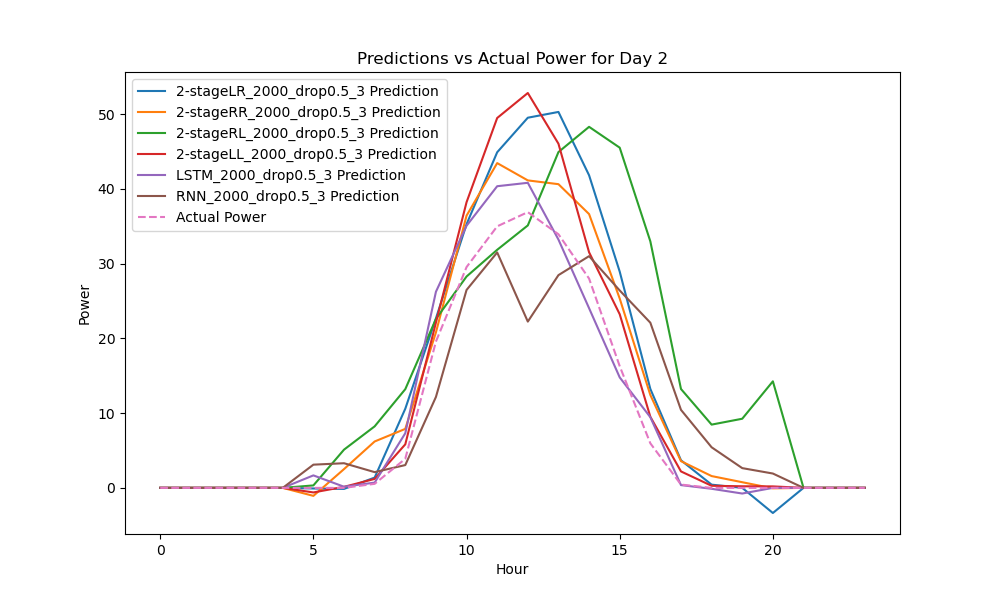 Predictions vs Actual Power for Day 2
2-stageLR_2000_drop0.5_3 Prediction
2-stageRR_2000_drop0.5_3 Prediction
2-stageRL_2000_drop0.5_3 Prediction
2-stageLL_2000_drop0.5_3 Prediction
LSTM_2000_drop0.5_3 Prediction
RNN_2000_drop0.5_3 Prediction
Actual Power
50
40
30
20
10
0
Power
0 5 10 15 20
Hour